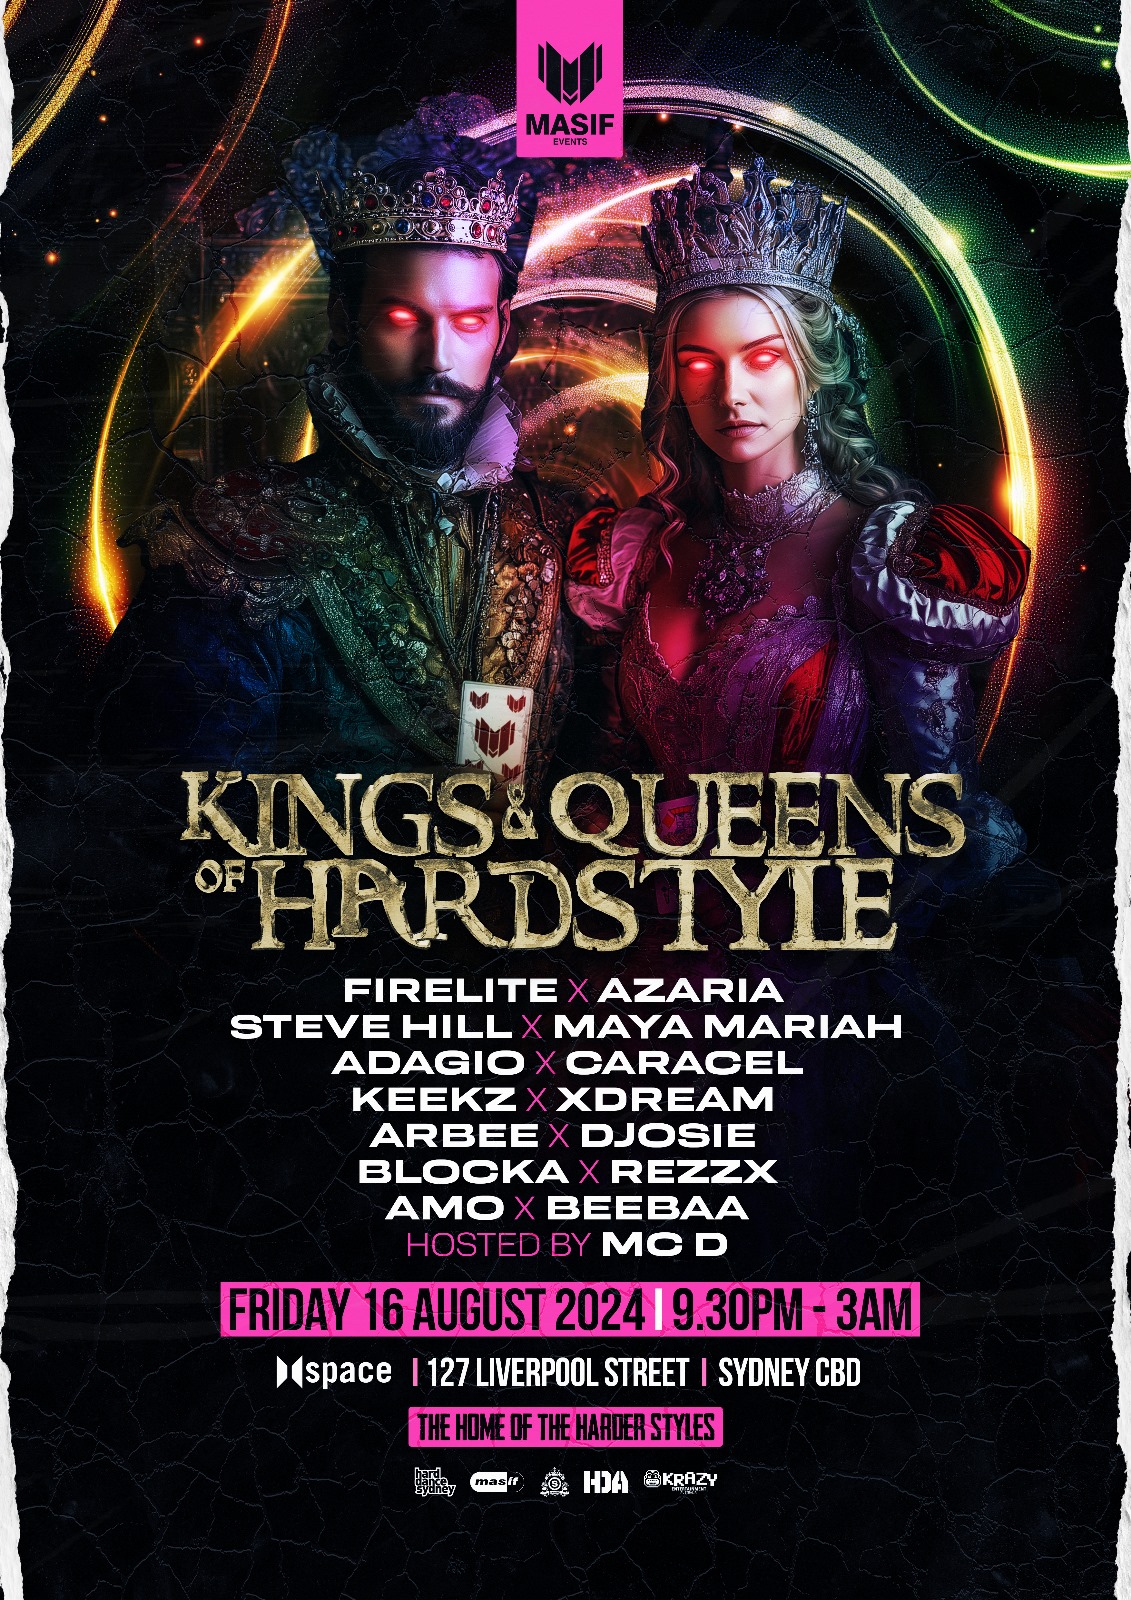 MASIF
EVENTS
KINGS & QUEENS
OF HARDSTYLE
FIRELITE X AZARIA
STEVE HILL X MAYA MARIAH
ADAGIO X CARACEL
KEEKZ X XDREAM
ARBEE X DJOSIE
BLOCKA X REZZX
AMO X BEEBAA
HOSTED BY MC D
FRIDAY 16 AUGUST 2024 | 9.30PM - 3AM
space | 127 LIVERPOOL STREET | SYDNEY CBD
THE HOME OF THE HARDER STYLES
hard
dance
sydney
masif
HDA
KRAZY
ENTERTAINMENT